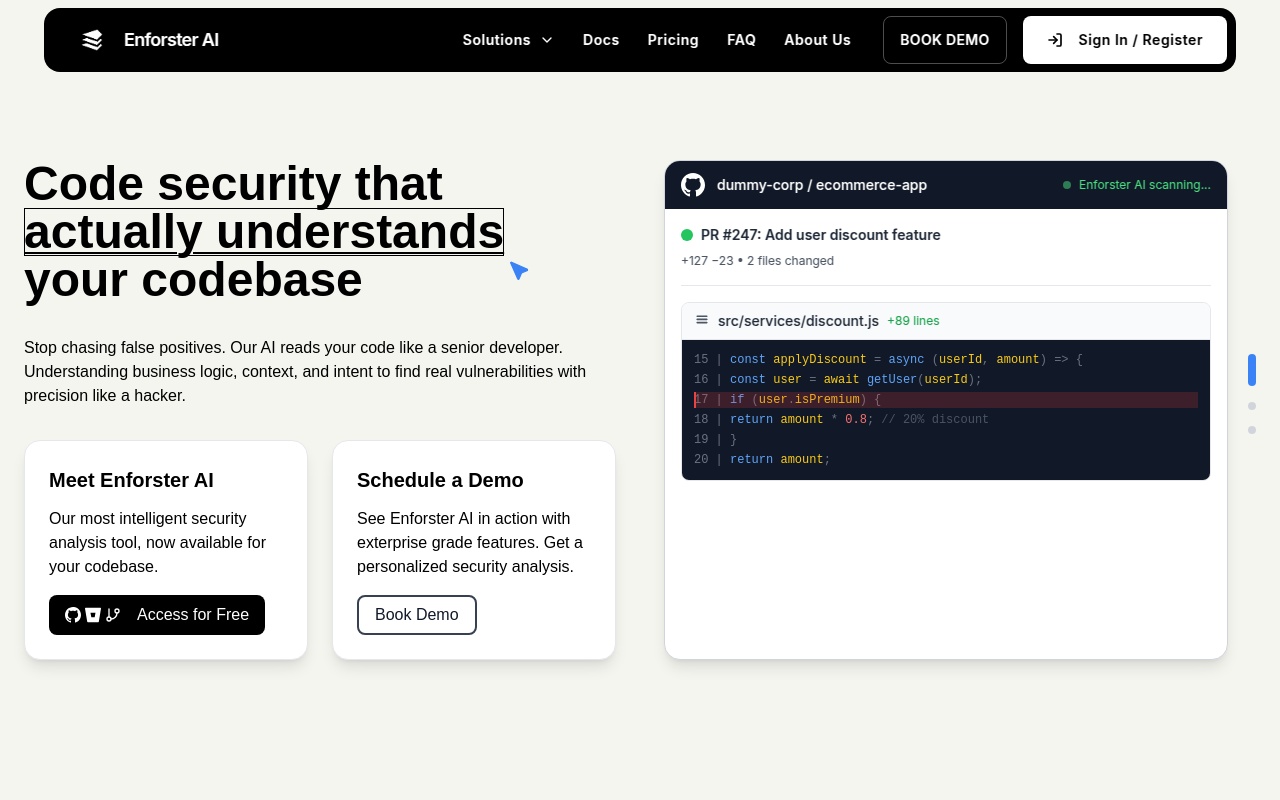 Enforster AI
Solutions
Docs
Pricing
FAQ
About Us
BOOK DEMO
Sign In / Register
Code security that
actually understands
your codebase
Stop chasing false positives. Our AI reads your code like a senior developer.
Understanding business logic, context, and intent to find real vulnerabilities with
precision like a hacker.
Meet Enforster AI
Our most intelligent security
analysis tool, now available for
your codebase.
Access for Free
Schedule a Demo
See Enforster AI in action with
exterprise grade features. Get a
personalized security analysis.
Book Demo
dummy-corp / ecommerce-app
Enforster AI scanning...
PR #247: Add user discount feature
+127 −23 • 2 files changed
src/services/discount.js +89 lines
15 | const applyDiscount = async (userId, amount) => {
16 | const user = await getUser(userId);
17 | if (user.isPremium) {
18 | return amount * 0.8; // 20% discount
19 | }
20 | return amount;